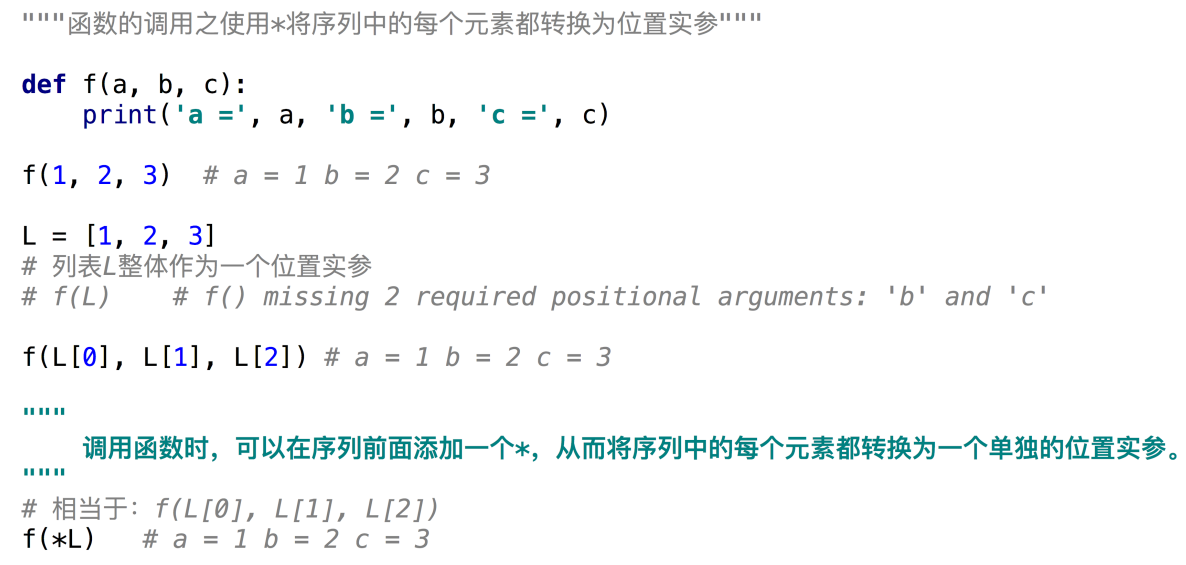 """函数的调用之使用*将序列中的每个元素都转换为位置实参"""
def f(a, b, c):
    print('a =', a, 'b =', b, 'c =', c)
f(1, 2, 3)  # a = 1 b = 2 c = 3
L = [1, 2, 3]
# 列表L整体作为一个位置实参
# f(L)    # f() missing 2 required positional arguments: 'b' and 'c'
f(L[0], L[1], L[2]) # a = 1 b = 2 c = 3
"""
    调用函数时，可以在序列前面添加一个*，从而将序列中的每个元素都转换为一个单独的位置实参。
"""
# 相当于：f(L[0], L[1], L[2])
f(*L)   # a = 1 b = 2 c = 3